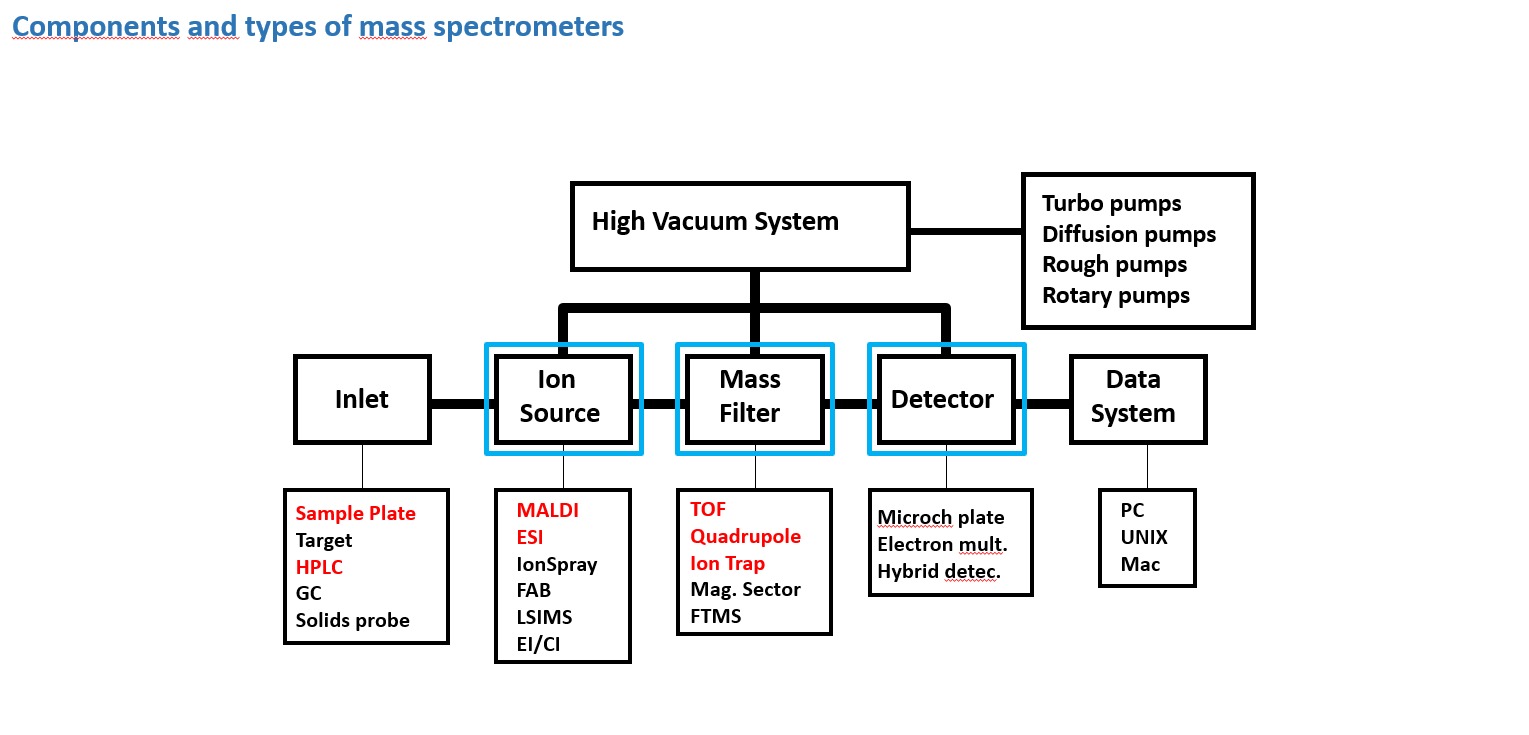 Components and types of mass spectrometers
High Vacuum System
Turbo pumps
Diffusion pumps
Rough pumps
Rotary pumps
Inlet
Ion
Source
Mass
Filter
Detector
Data
System
Sample Plate
Target
HPLC
GC
Solids probe
MALDI
ESI
IonSpray
FAB
LSIMS
EI/CI
TOF
Quadrupole
Ion Trap
Mag. Sector
FTMS
Microch plate
Electron mult.
Hybrid detec.
PC
UNIX
Mac